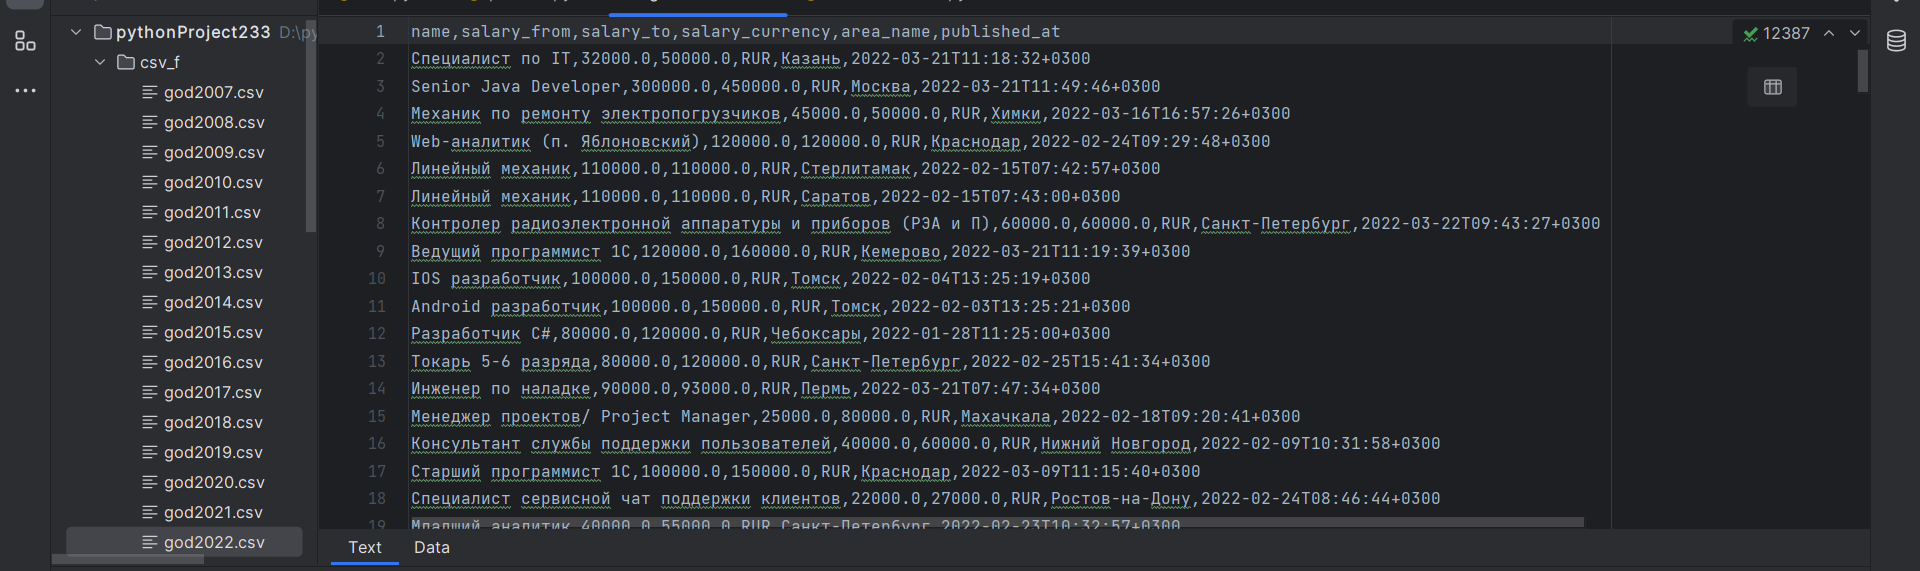 pythonProject233 D:\py
csv_f
god2007.csv
god2008.csv
god2009.csv
god2010.csv
god2011.csv
god2012.csv
god2013.csv
god2014.csv
god2015.csv
god2016.csv
god2017.csv
god2018.csv
god2019.csv
god2020.csv
god2021.csv
god2022.csv
1 name,salary_from,salary_to,salary_currency,area_name,published_at
2 Специалист по IT,32000.0,50000.0,RUR,Казань,2022-03-21T11:18:32+0300
3 Senior Java Developer,300000.0,450000.0,RUR,Москва,2022-03-21T11:49:46+0300
4 Механик по ремонту электропогрузчиков,45000.0,50000.0,RUR,Химки,2022-03-16T16:57:26+0300
5 Web-аналитик (п. Яблоновский),120000.0,120000.0,RUR,Краснодар,2022-02-24T09:29:48+0300
6 Линейный механик,110000.0,110000.0,RUR,Стерлитамак,2022-02-15T07:42:57+0300
7 Линейный механик,110000.0,110000.0,RUR,Саратов,2022-02-15T07:43:00+0300
8 Контролер радиоэлектронной аппаратуры и приборов (РЭА и П),60000.0,60000.0,RUR,Санкт-Петербург,2022-03-22T09:43:27+0300
9 Ведущий программист 1С,120000.0,160000.0,RUR,Кемерово,2022-03-21T11:19:39+0300
10 IOS разработчик,100000.0,150000.0,RUR,Томск,2022-02-04T13:25:19+0300
11 Android разработчик,100000.0,150000.0,RUR,Томск,2022-02-03T13:25:21+0300
12 Разработчик C#,80000.0,120000.0,RUR,Чебоксары,2022-01-28T11:25:00+0300
13 Токарь 5-6 разряда,80000.0,120000.0,RUR,Санкт-Петербург,2022-02-25T15:41:34+0300
14 Инженер по наладке,90000.0,93000.0,RUR,Пермь,2022-03-21T07:47:34+0300
15 Менеджер проектов/ Project Manager,25000.0,80000.0,RUR,Махачкала,2022-02-18T09:20:41+0300
16 Консультант службы поддержки пользователей,40000.0,60000.0,RUR,Нижний Новгород,2022-02-09T10:31:58+0300
17 Старший программист 1С,100000.0,150000.0,RUR,Краснодар,2022-03-09T11:15:40+0300
18 Специалист сервисной чат поддержки клиентов,22000.0,27000.0,RUR,Ростов-на-Дону,2022-02-24T08:46:44+0300
19 Младший аналитик,40000.0,55000.0,RUR,Санкт-Петербург,2022-02-23T10:32:57+0300
12387
Text Data